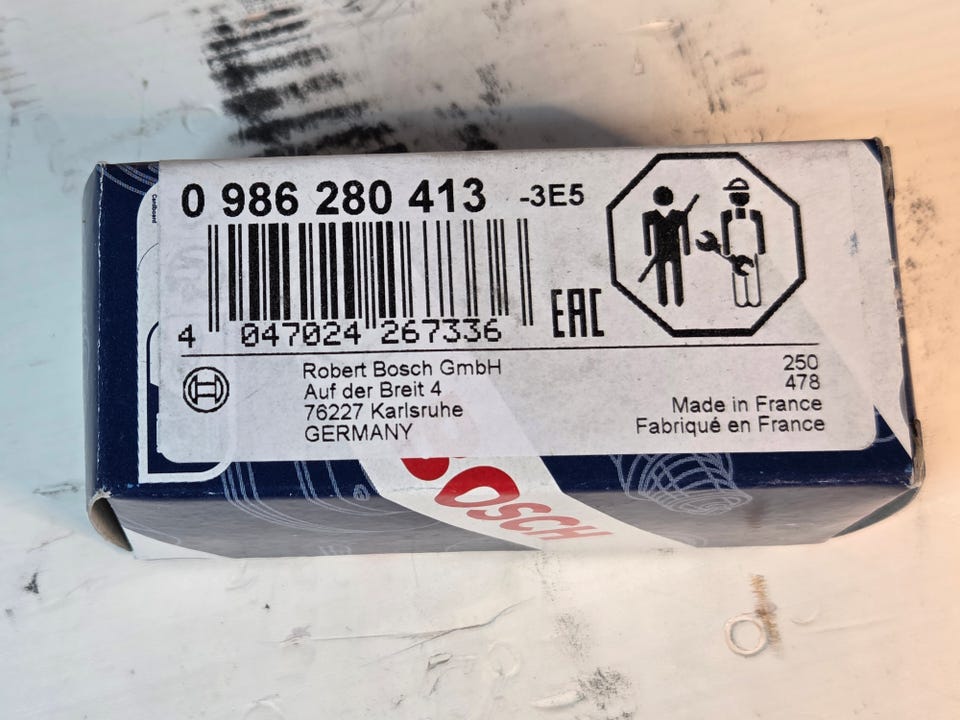 0 986 280 413 -3E5
4 047024 267336
EAC
Robert Bosch GmbH
Auf der Breit 4
76227 Karlsruhe
GERMANY
250
478
Made in France
Fabriqué en France
Cardboard
BOSCH